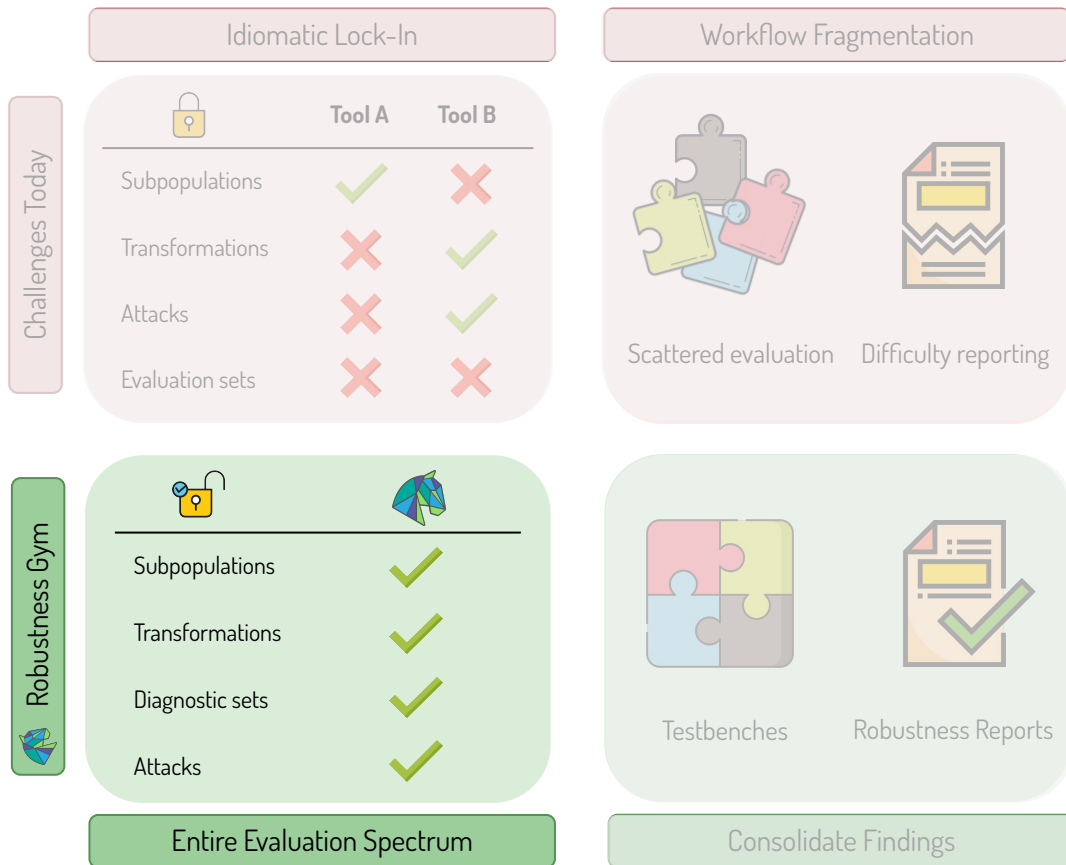 Idiomatic Lock-In
Workflow Fragmentation
Challenges Today
Tool A Tool B
Subpopulations
Transformations
Attacks
Evaluation sets
Scattered evaluation
Difficulty reporting
Robustness Gym
Subpopulations
Transformations
Diagnostic sets
Attacks
Testbenches
Robustness Reports
Entire Evaluation Spectrum
Consolidate Findings